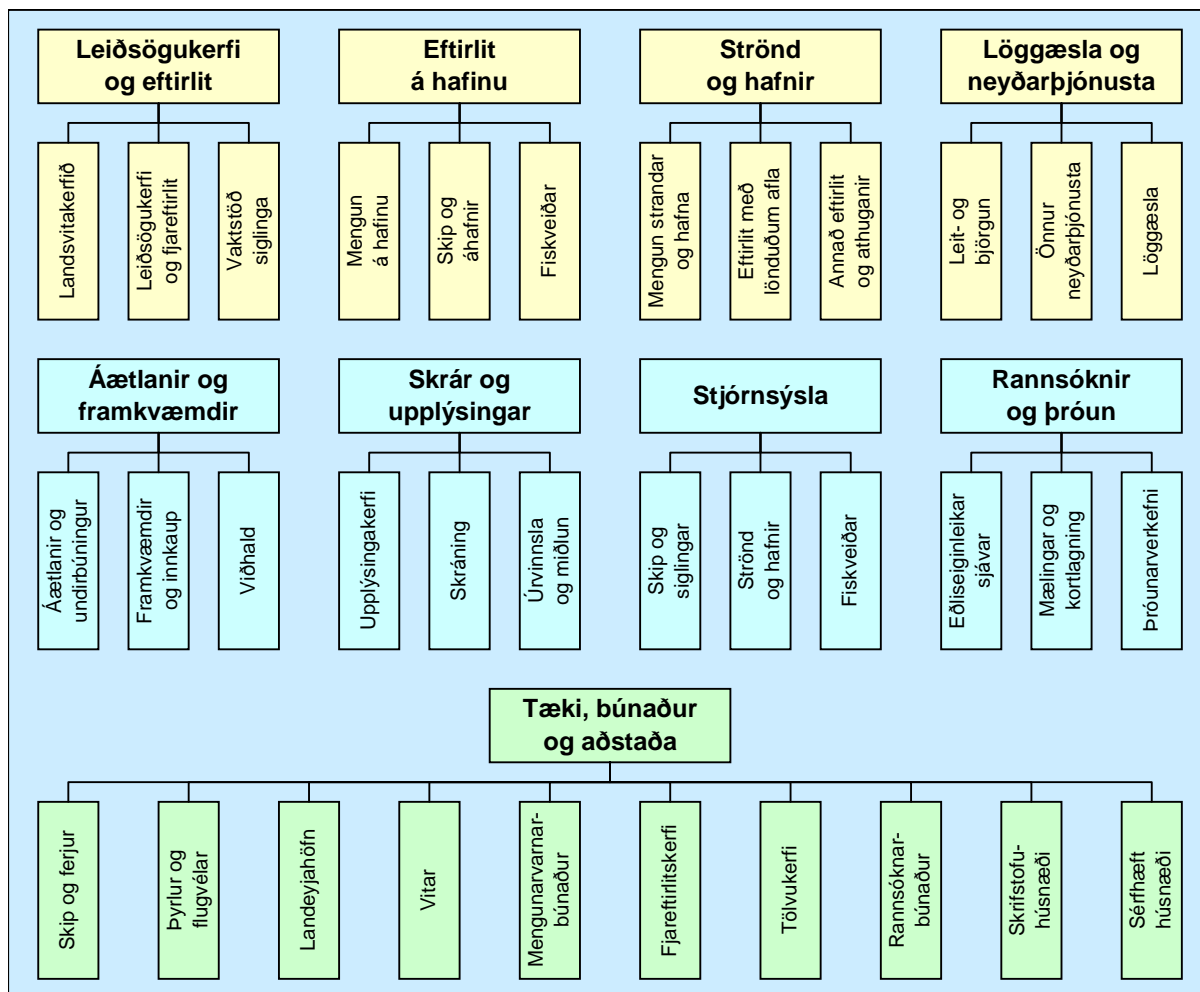 Leiðsögukerfi
og eftirlit
Eftirlit
á hafinu
Strönd
og hafnir
Löggæsla og
neyðarþjónusta
Landsvitakerfið
Leiðsögukerfi
og fjareftirlit
Vaktstöð
siglinga
Mengun
á hafinu
Skip og
áhafnir
Fiskveiðar
Mengun strandar
og hafna
Eftirlit með
lönduðum afla
Annað eftirlit
og athuganir
Leit- og
björgun
Önnur
neyðarþjónusta
Löggæsla
Áætlanir og
framkvæmdir
Skrár og
upplýsingar
Stjórnsýsla
Rannsóknir
og þróun
Áætlanir og
undirbúningur
Framkvæmdir
og innkaup
Viðhald
Upplýsingakerfi
Skráning
Úrvinnsla
og miðlun
Skip og
siglingar
Strönd
og hafnir
Fiskveiðar
Eðliseiginleikar
sjávar
Mælingar og
kortlagning
Þróunarverkefni
Tæki, búnaður
og aðstaða
Skip og ferjur
Þyrlur og
flugvélar
Landeyjahöfn
Vitar
Mengunarvarnar-
búnaður
Fjareftirlitskerfi
Tölvukerfi
Rannsóknar-
búnaður
Skrifstofu-
húsnæði
Sérhæft
húsnæði